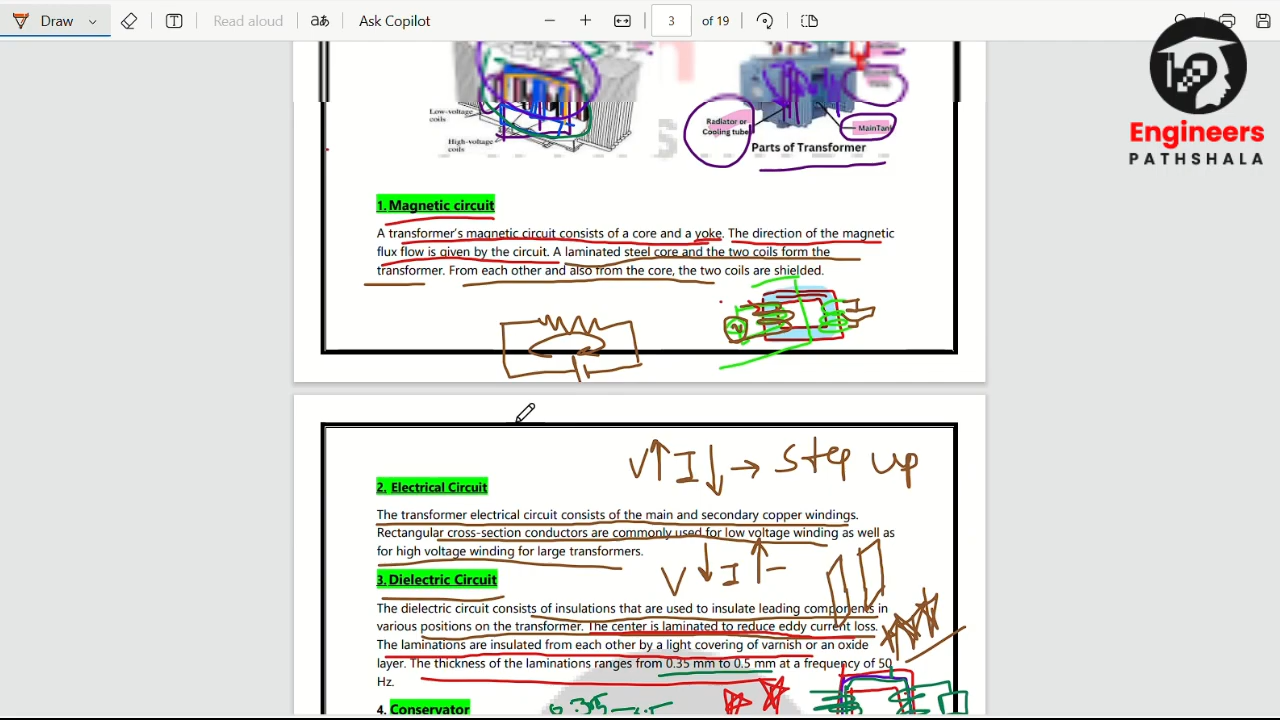 Draw
Read aloud
Ask Copilot
3
of 19
Engineers
PATHSHALA
Low-voltage
coils
High-voltage
coils
Radiator or
Cooling tube
MainTank
Parts of Transformer
1. Magnetic circuit
A transformer's magnetic circuit consists of a core and a yoke. The direction of the magnetic
flux flow is given by the circuit. A laminated steel core and the two coils form the
transformer. From each other and also from the core, the two coils are shielded.
V↑ I↓ → Step up
2. Electrical Circuit
The transformer electrical circuit consists of the main and secondary copper windings.
Rectangular cross-section conductors are commonly used for low voltage winding as well as
for high voltage winding for large transformers.
V↓ I↑ –
3. Dielectric Circuit
The dielectric circuit consists of insulations that are used to insulate leading components in
various positions on the transformer. The center is laminated to reduce eddy current loss.
The laminations are insulated from each other by a light covering of varnish or an oxide
layer. The thickness of the laminations ranges from 0.35 mm to 0.5 mm at a frequency of 50
Hz.
4. Conservator